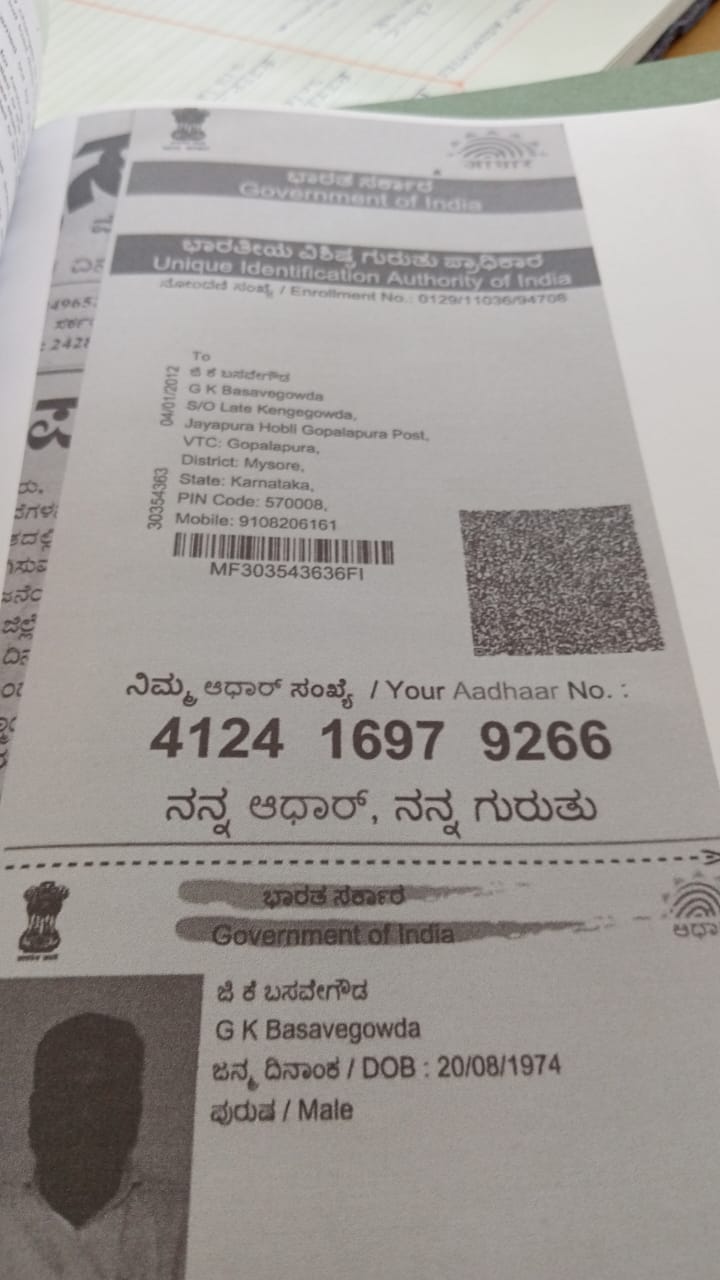 आधार
ಭಾರತ ಸರ್ಕಾರ
Government of India
ಭಾರತೀಯ ವಿಶಿಷ್ಟ ಗುರುತು ಪ್ರಾಧಿಕಾರ
Unique Identification Authority of India
ನೋಂದಣಿ ಸಂಖ್ಯೆ / Enrollment No.: 0129/11036/94708
To
ಜಿ ಕೆ ಬಸವೇಗೌಡ
G K Basavegowda
S/O Late Kengegowda,
Jayapura Hobli Gopalapura Post,
VTC: Gopalapura,
District: Mysore,
State: Karnataka,
PIN Code: 570008,
Mobile: 9108206161
04/01/2012
30354363
MF303543636FI
ನಿಮ್ಮ ಆಧಾರ್ ಸಂಖ್ಯೆ / Your Aadhaar No. :
4124 1697 9266
ನನ್ನ ಆಧಾರ್, ನನ್ನ ಗುರುತು
ಭಾರತ ಸರ್ಕಾರ
Government of India
ಜಿ ಕೆ ಬಸವೇಗೌಡ
G K Basavegowda
ಜನ್ಮ ದಿನಾಂಕ / DOB : 20/08/1974
ಪುರುಷ / Male